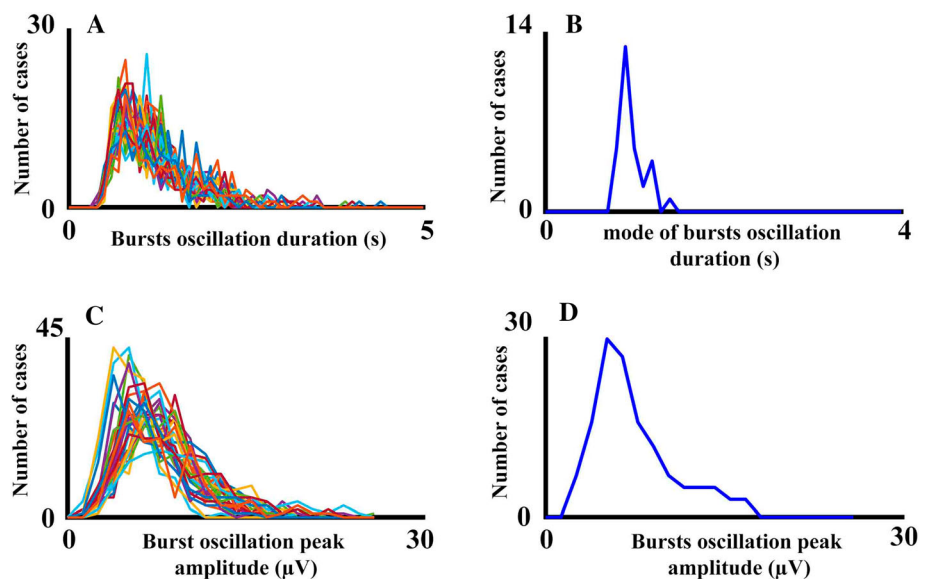 30
A
Number of cases
0
0
5
Bursts oscillation duration (s)
14
B
Number of cases
0
0
4
mode of bursts oscillation
duration (s)
45
C
Number of cases
0
0
30
Burst oscillation peak
amplitude (µV)
30
D
Number of cases
0
0
30
Bursts oscillation peak
amplitude (µV)